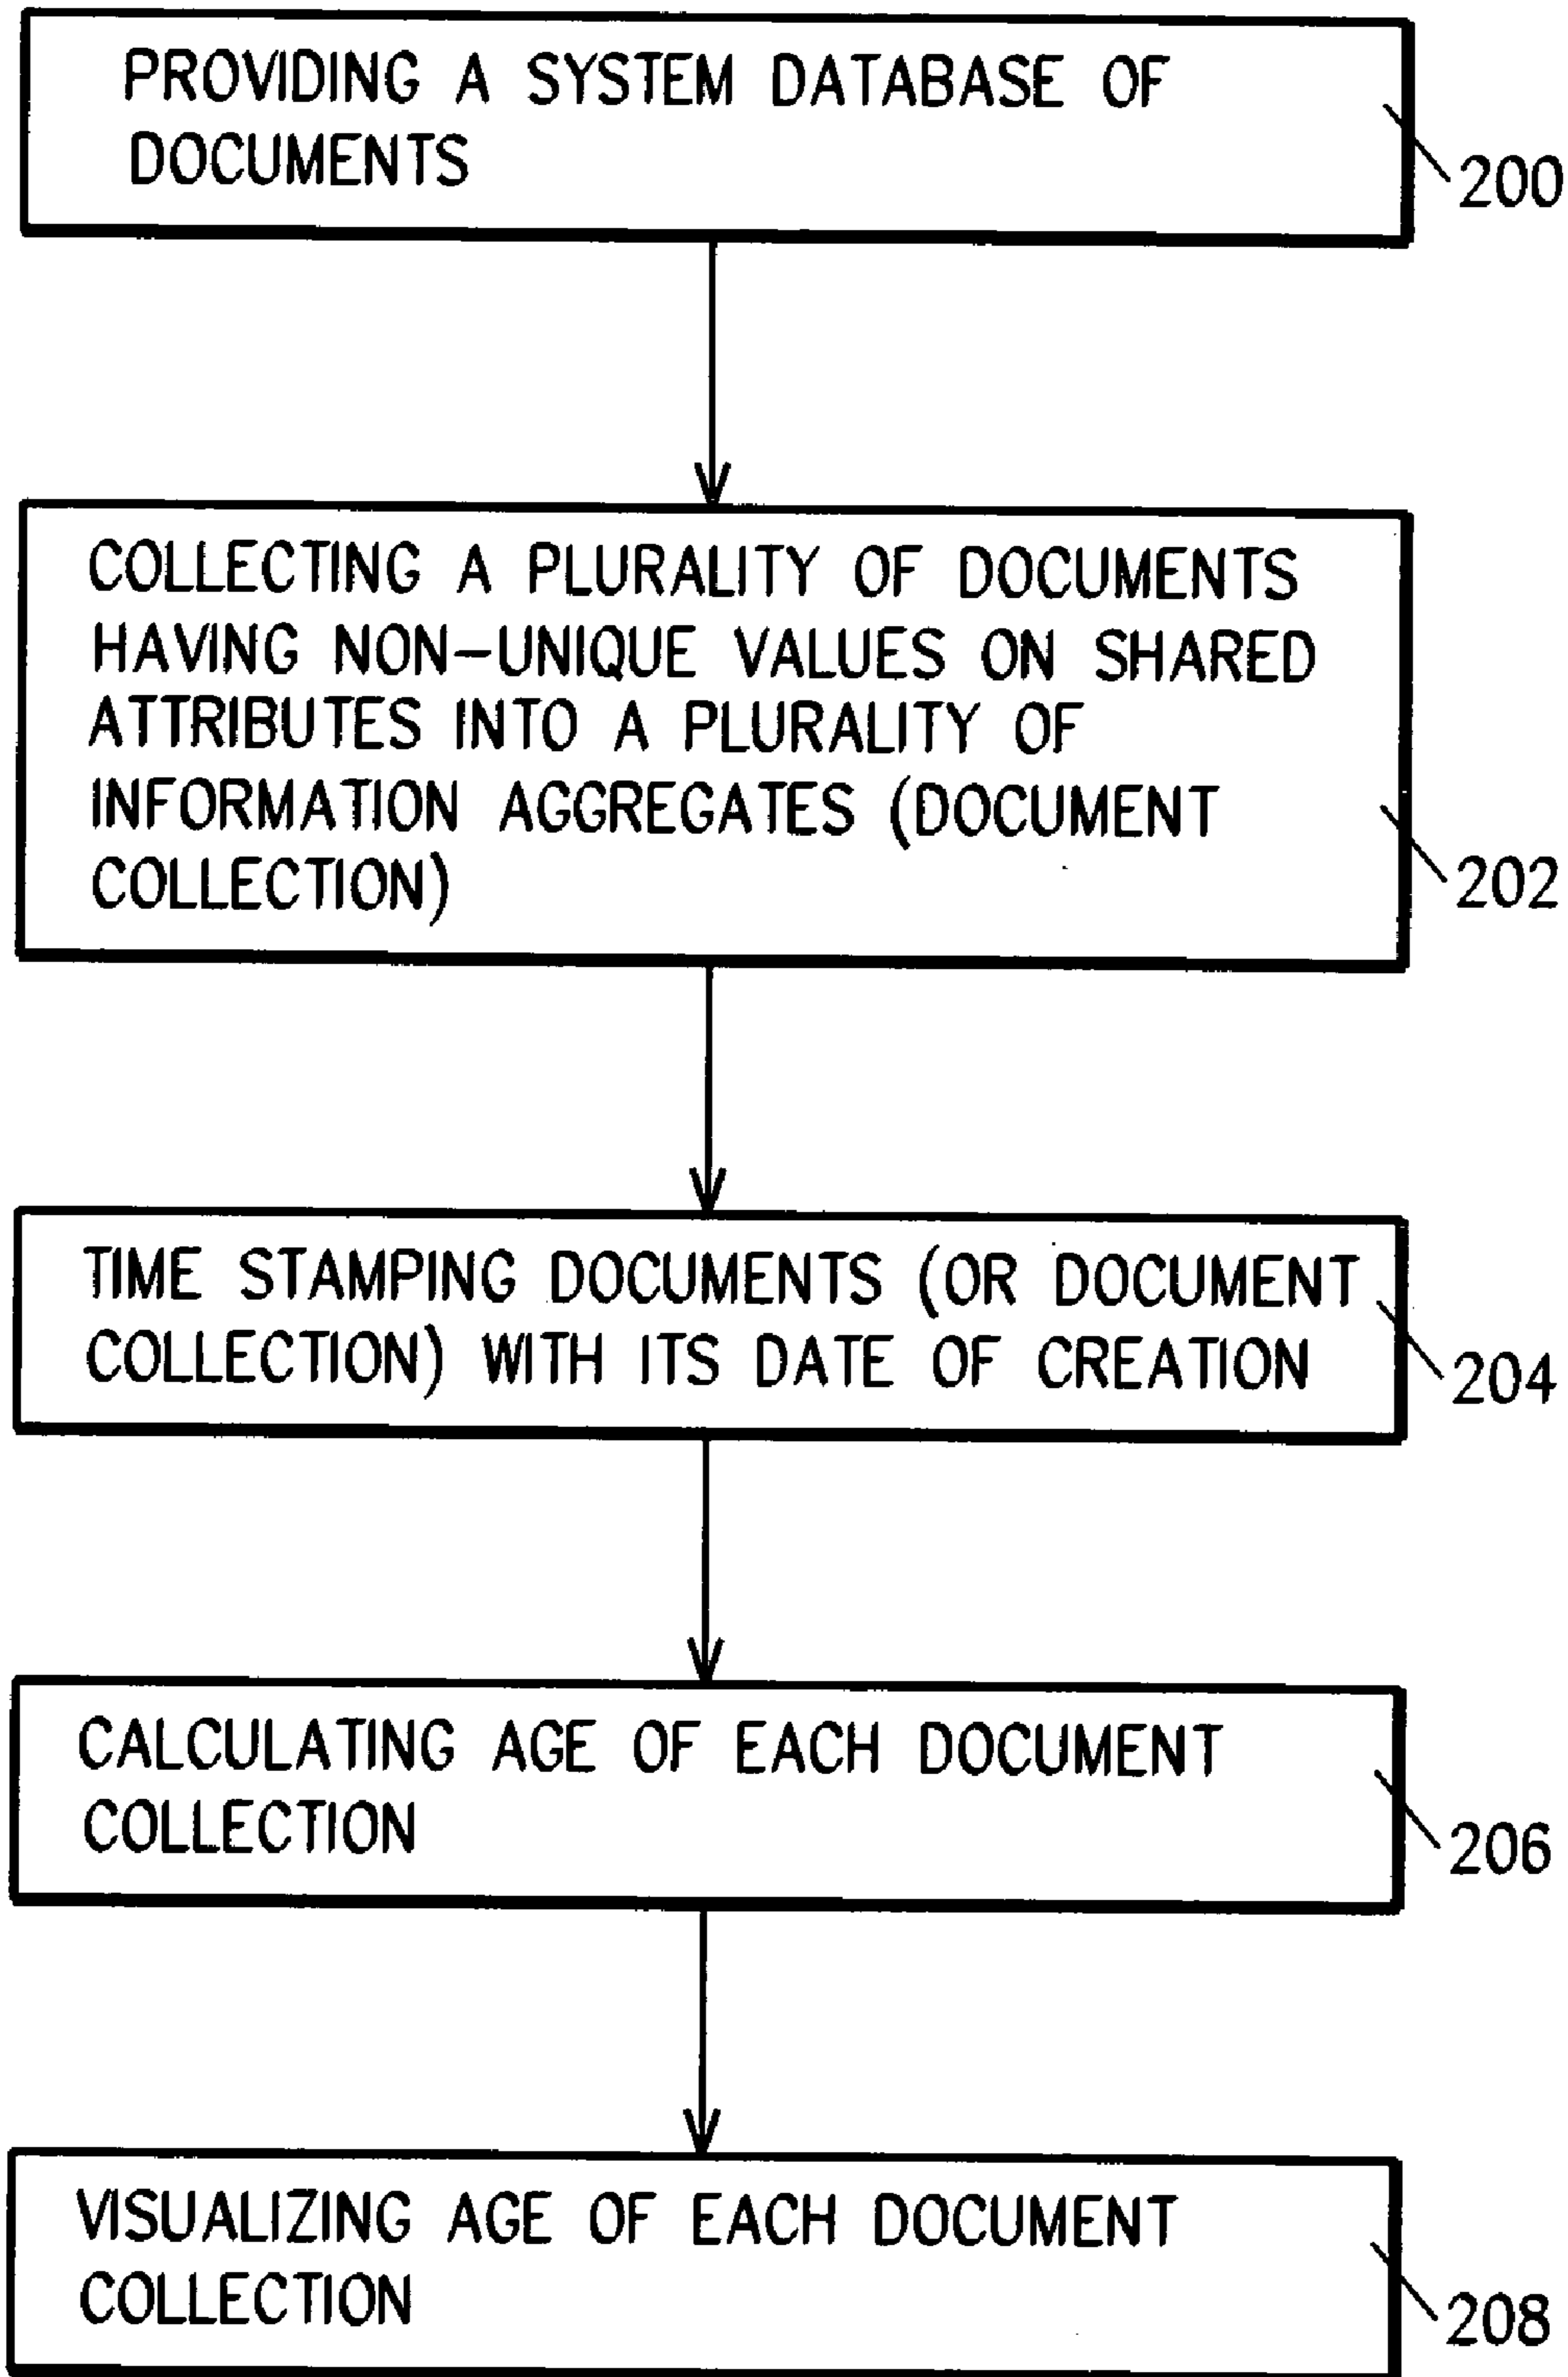 PROVIDING A SYSTEM DATABASE OF
DOCUMENTS
200
COLLECTING A PLURALITY OF DOCUMENTS
HAVING NON-UNIQUE VALUES ON SHARED
ATTRIBUTES INTO A PLURALITY OF
INFORMATION AGGREGATES (DOCUMENT
COLLECTION)
202
TIME STAMPING DOCUMENTS (OR DOCUMENT
COLLECTION) WITH ITS DATE OF CREATION
204
CALCULATING AGE OF EACH DOCUMENT
COLLECTION
206
VISUALIZING AGE OF EACH DOCUMENT
COLLECTION
208